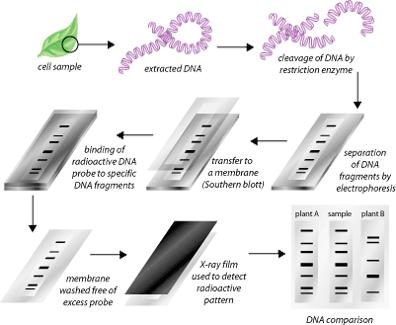 cell sample
extracted DNA
cleavage of DNA by
restriction enzyme
binding of
radioactive DNA
probe to specific
DNA fragments
transfer to
a membrane
(Southern blott)
separation
of DNA
fragments by
electrophoresis
membrane
washed free of
excess probe
X-ray film
used to detect
radioactive
pattern
plant A
sample
plant B
DNA comparison